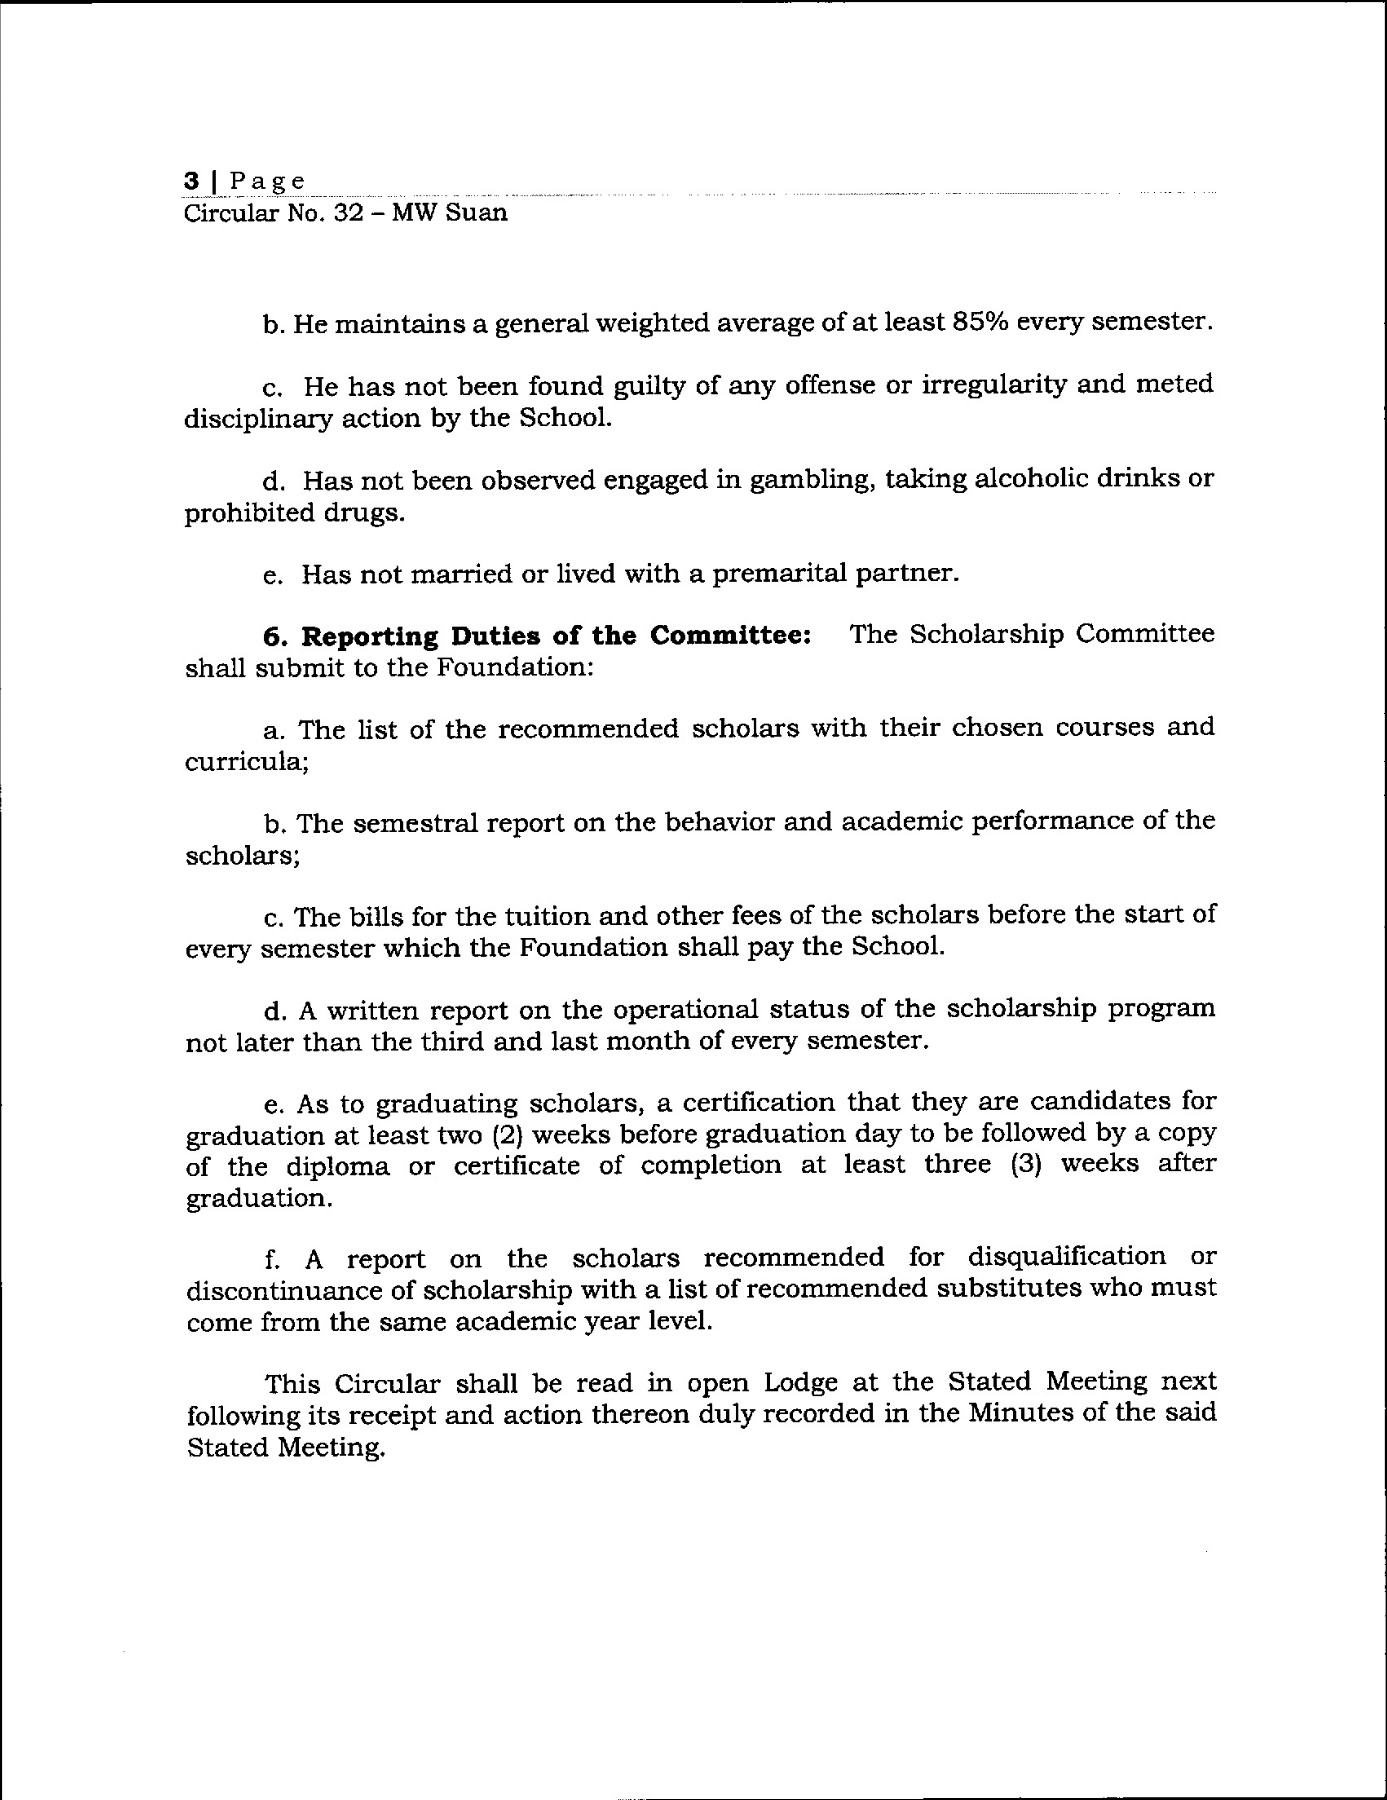 3 | Page
Circular No. 32 – MW Suan
b. He maintains a general weighted average of at least 85% every semester.
c. He has not been found guilty of any offense or irregularity and meted
disciplinary action by the School.
d. Has not been observed engaged in gambling, taking alcoholic drinks or
prohibited drugs.
e. Has not married or lived with a premarital partner.
6. Reporting Duties of the Committee: The Scholarship Committee
shall submit to the Foundation:
a. The list of the recommended scholars with their chosen courses and
curricula;
b. The semestral report on the behavior and academic performance of the
scholars;
c. The bills for the tuition and other fees of the scholars before the start of
every semester which the Foundation shall pay the School.
d. A written report on the operational status of the scholarship program
not later than the third and last month of every semester.
e. As to graduating scholars, a certification that they are candidates for
graduation at least two (2) weeks before graduation day to be followed by a copy
of the diploma or certificate of completion at least three (3) weeks after
graduation.
f. A report on the scholars recommended for disqualification or
discontinuance of scholarship with a list of recommended substitutes who must
come from the same academic year level.
This Circular shall be read in open Lodge at the Stated Meeting next
following its receipt and action thereon duly recorded in the Minutes of the said
Stated Meeting.